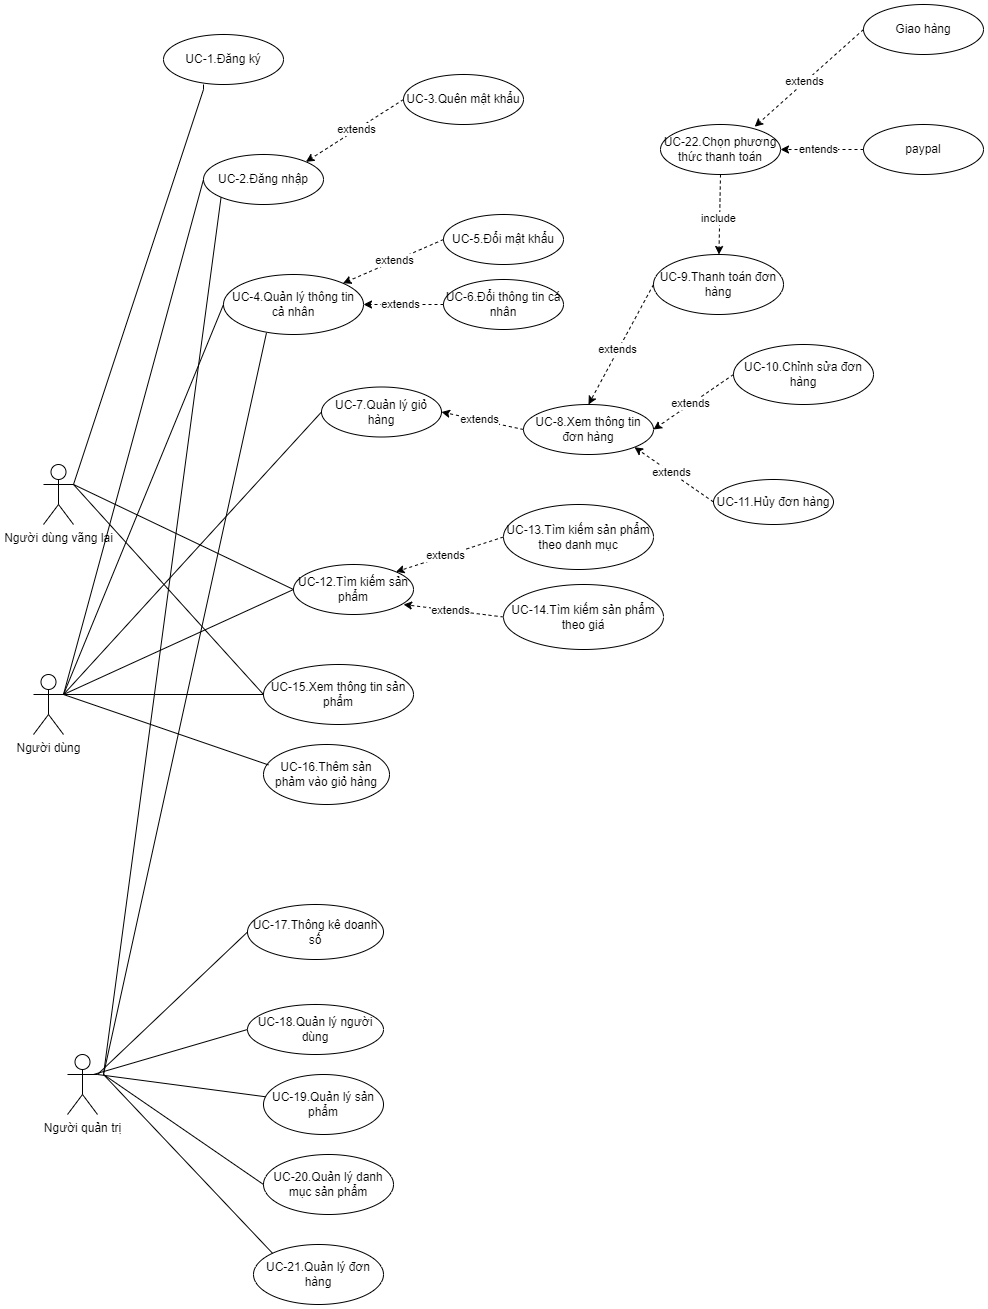 Giao hàng
UC-1.Đăng ký
extends
UC-3.Quên mật khẩu
extends
UC-22.Chọn phương
thức thanh toán
entends
paypal
UC-2.Đăng nhập
include
UC-5.Đổi mật khẩu
extends
UC-4.Quản lý thông tin
cả nhân
extends
UC-6.Đổi thông tin cá
nhân
UC-9.Thanh toán đơn
hàng
extends
UC-10.Chỉnh sửa đơn
hàng
UC-7.Quản lý giỏ
hàng
extends
UC-8.Xem thông tin
đơn hàng
extends
extends
UC-11.Hủy đơn hàng
Người dùng vãng lai
UC-13.Tìm kiếm sản phẩm
theo danh mục
extends
UC-12.Tìm kiếm sản
phẩm
extends
UC-14.Tìm kiếm sản phẩm
theo giá
UC-15.Xem thông tin sản
phẩm
Người dùng
UC-16.Thêm sản
phảm vào giỏ hàng
UC-17.Thông kê doanh
số
UC-18.Quản lý người
dùng
UC-19.Quản lý sản
phẩm
Người quản trị
UC-20.Quản lý danh
mục sản phẩm
UC-21.Quản lý đơn
hàng